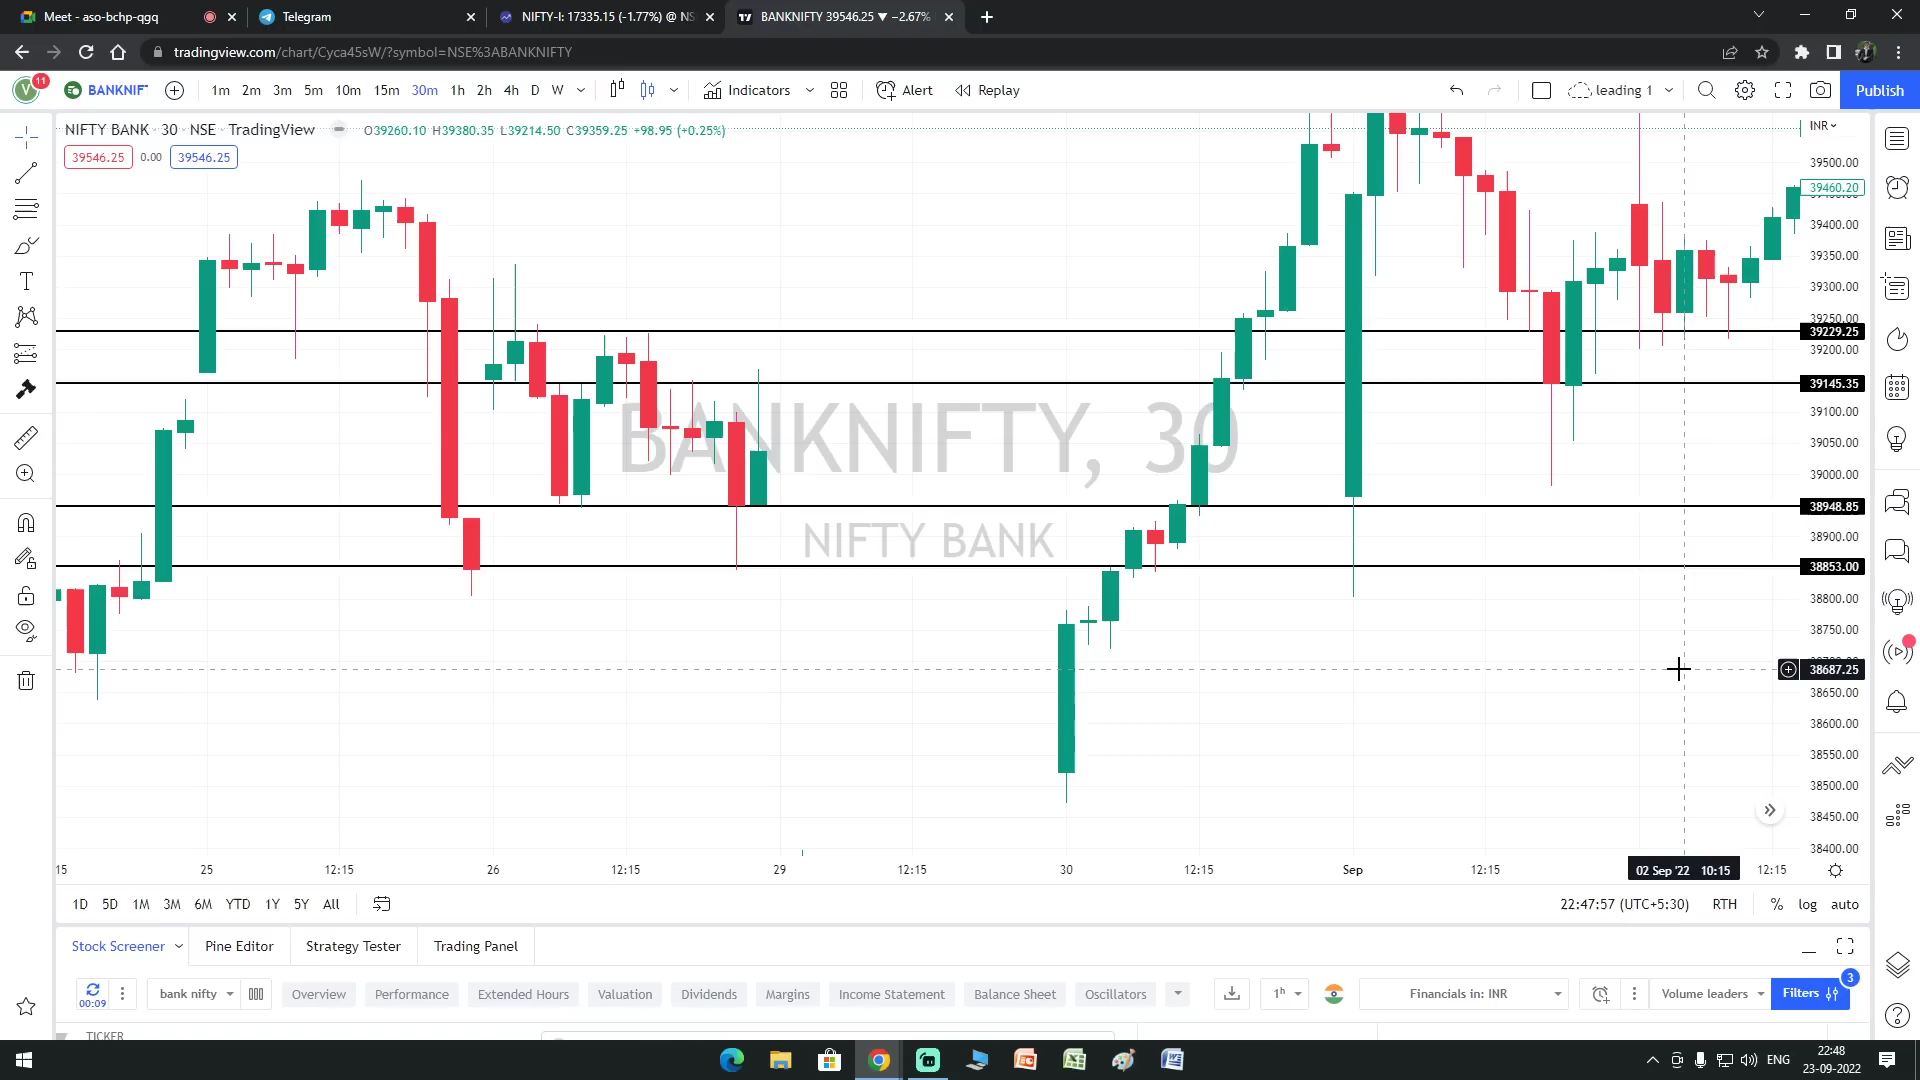 Meet - aso-bchp-qgq
Telegram
NIFTY-I: 17335.15 (-1.77%) @ NS
BANKNIFTY 39546.25 ▼ −2.67%
tradingview.com/chart/Cyca45sW/?symbol=NSE%3ABANKNIFTY
V 11 BANKNIF 1m 2m 3m 5m 10m 15m 30m 1h 2h 4h D W Indicators Alert Replay leading 1 Publish
NIFTY BANK · 30 · NSE · TradingView O39260.10 H39380.35 L39214.50 C39359.25 +98.95 (+0.25%)
INR
39546.25 0.00 39546.25
39500.00
39460.20
39400.00
39350.00
39300.00
39250.00
39229.25
39200.00
39145.35
39100.00
39050.00
39000.00
38948.85
38900.00
38853.00
38800.00
38750.00
38687.25
38650.00
38600.00
38550.00
38500.00
38450.00
38400.00
BANKNIFTY, 30
NIFTY BANK
15 25 12:15 26 12:15 29 12:15 30 12:15 Sep 12:15 02 Sep '22 10:15 12:15
1D 5D 1M 3M 6M YTD 1Y 5Y All 22:47:57 (UTC+5:30) RTH % log auto
Stock Screener Pine Editor Strategy Tester Trading Panel
00:09 bank nifty Overview Performance Extended Hours Valuation Dividends Margins Income Statement Balance Sheet Oscillators 1h Financials in: INR Volume leaders Filters 3
TICKER
ENG
22:48
23-09-2022